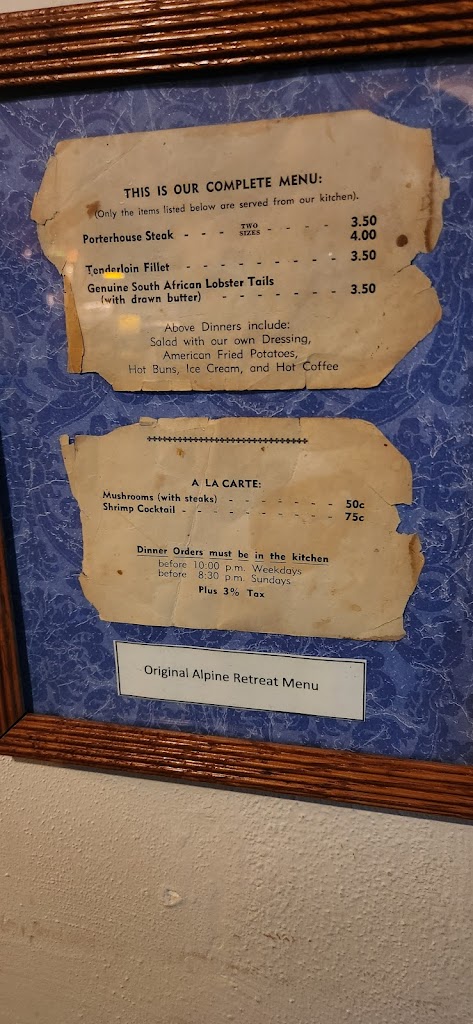 THIS IS OUR COMPLETE MENU:
(Only the items listed below are served from our kitchen).
Porterhouse Steak - - - TWO SIZES - - - - 3.50 4.00
Tenderloin Fillet - - - - - - - - - 3.50
Genuine South African Lobster Tails
(with drawn butter) - - - - - - - 3.50
Above Dinners include:
Salad with our own Dressing,
American Fried Potatoes,
Hot Buns, Ice Cream, and Hot Coffee
A LA CARTE:
Mushrooms (with steaks) - - - - - - - 50c
Shrimp Cocktail - - - - - - - - - - 75c
Dinner Orders must be in the kitchen
before 10:00 p.m. Weekdays
before 8:30 p.m. Sundays
Plus 3% Tax
Original Alpine Retreat Menu